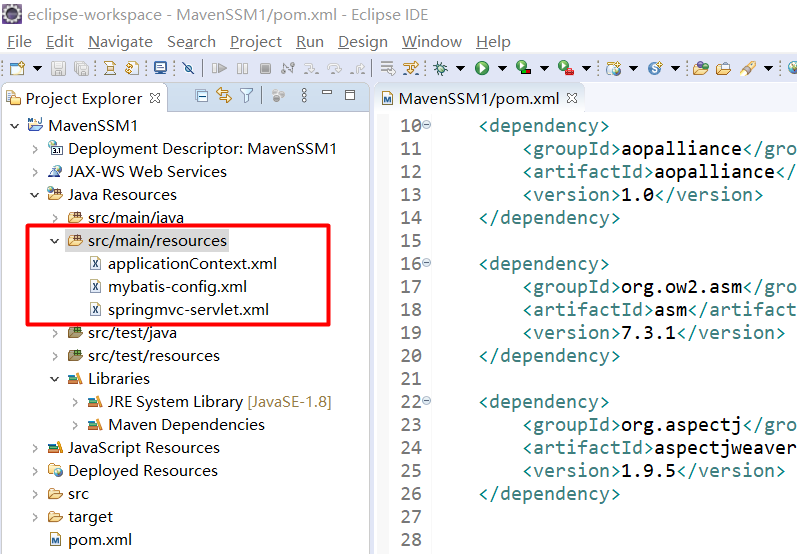 eclipse-workspace - MavenSSM1/pom.xml - Eclipse IDE
File Edit Navigate Search Project Run Design Window Help
Project Explorer
MavenSSM1
Deployment Descriptor: MavenSSM1
JAX-WS Web Services
Java Resources
src/main/java
src/main/resources
applicationContext.xml
mybatis-config.xml
springmvc-servlet.xml
src/test/java
src/test/resources
Libraries
JRE System Library [JavaSE-1.8]
Maven Dependencies
JavaScript Resources
Deployed Resources
src
target
pom.xml
MavenSSM1/pom.xml
10 <dependency>
11 <groupId>aopalliance</gro
12 <artifactId>aopalliance</
13 <version>1.0</version>
14 </dependency>
15
16 <dependency>
17 <groupId>org.ow2.asm</gro
18 <artifactId>asm</artifact
19 <version>7.3.1</version>
20 </dependency>
21
22 <dependency>
23 <groupId>org.aspectj</gro
24 <artifactId>aspectjweaver
25 <version>1.9.5</version>
26 </dependency>
27
28